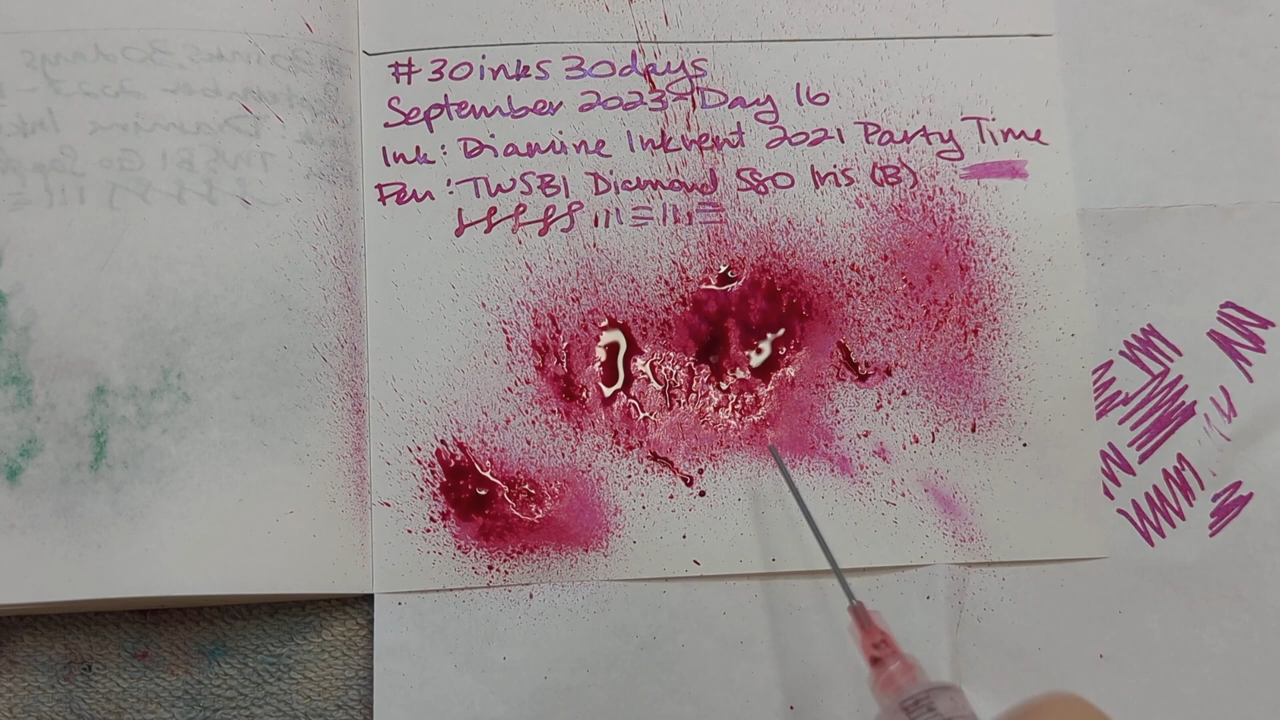 #30inks30days
September 2023-Day 16
Ink: Diamine Inkvent 2021 Party Time
Pen: TWSBI Diamond 580 Iris (B)